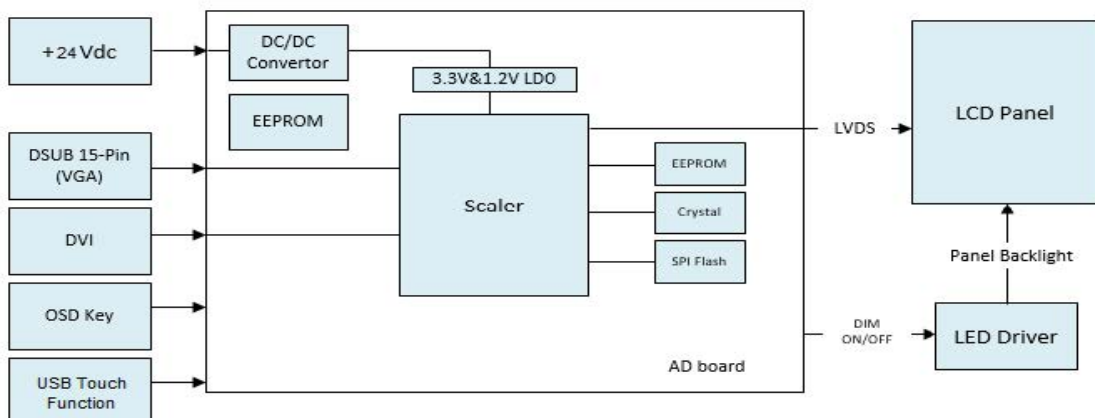 +24 Vdc
DC/DC
Convertor
3.3V&1.2V LDO
EEPROM
DSUB 15-Pin
(VGA)
DVI
OSD Key
USB Touch
Function
Scaler
EEPROM
Crystal
SPI Flash
AD board
LVDS
LCD Panel
Panel Backlight
DIM
ON/OFF
LED Driver